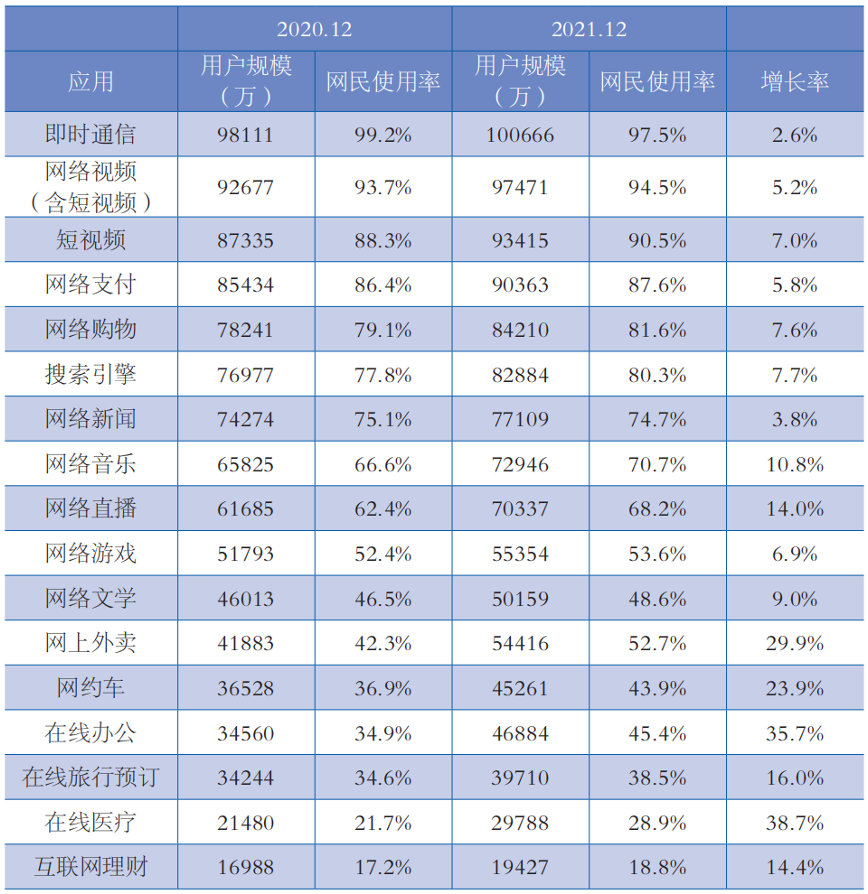 2020.12 2021.12
应用 用户规模（万） 网民使用率 用户规模（万） 网民使用率 增长率
即时通信 98111 99.2% 100666 97.5% 2.6%
网络视频（含短视频） 92677 93.7% 97471 94.5% 5.2%
短视频 87335 88.3% 93415 90.5% 7.0%
网络支付 85434 86.4% 90363 87.6% 5.8%
网络购物 78241 79.1% 84210 81.6% 7.6%
搜索引擎 76977 77.8% 82884 80.3% 7.7%
网络新闻 74274 75.1% 77109 74.7% 3.8%
网络音乐 65825 66.6% 72946 70.7% 10.8%
网络直播 61685 62.4% 70337 68.2% 14.0%
网络游戏 51793 52.4% 55354 53.6% 6.9%
网络文学 46013 46.5% 50159 48.6% 9.0%
网上外卖 41883 42.3% 54416 52.7% 29.9%
网约车 36528 36.9% 45261 43.9% 23.9%
在线办公 34560 34.9% 46884 45.4% 35.7%
在线旅行预订 34244 34.6% 39710 38.5% 16.0%
在线医疗 21480 21.7% 29788 28.9% 38.7%
互联网理财 16988 17.2% 19427 18.8% 14.4%